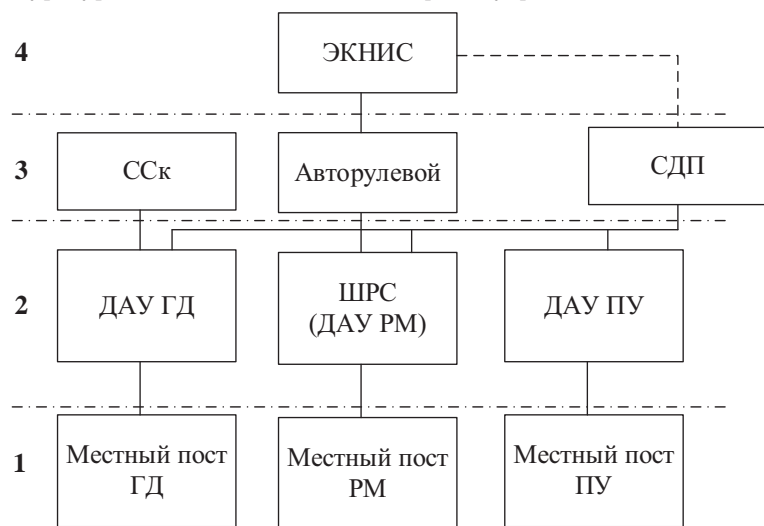 4
ЭКНИС
3
ССк
Авторулевой
СДП
2
ДАУ ГД
ШРС
(ДАУ РМ)
ДАУ ПУ
1
Местный пост
ГД
Местный пост
РМ
Местный пост
ПУ